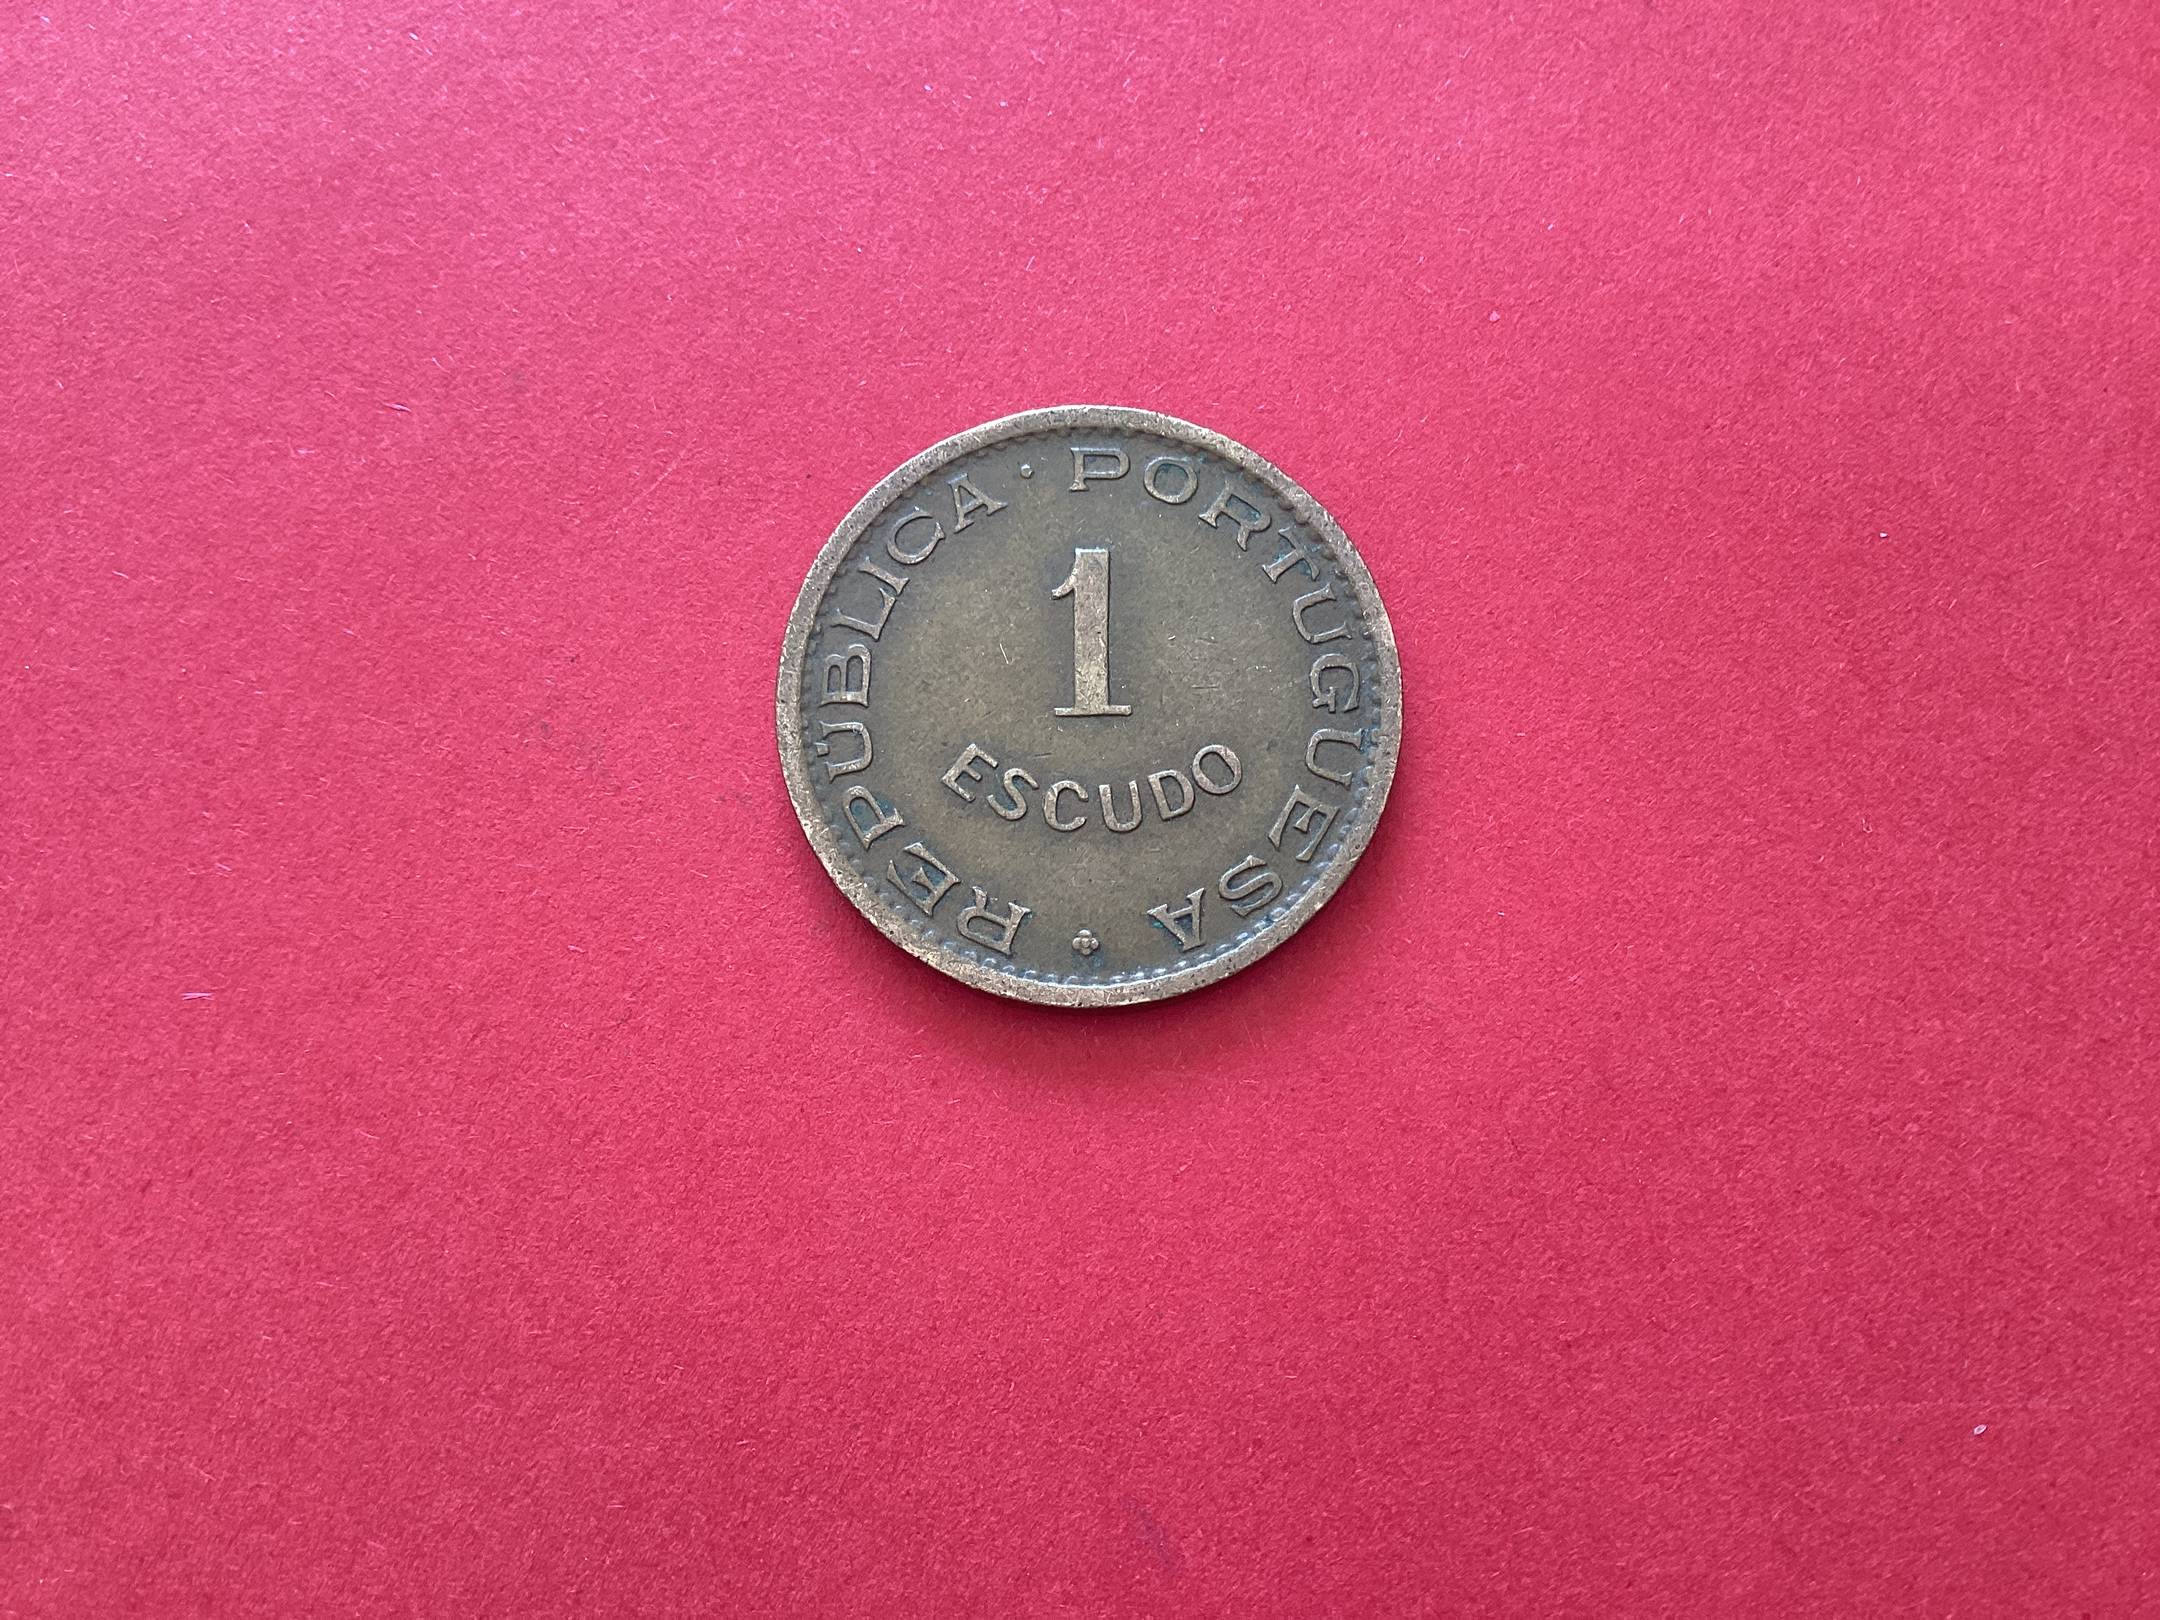 REPÚBLICA · PORTUGUESA
1
ESCUDO